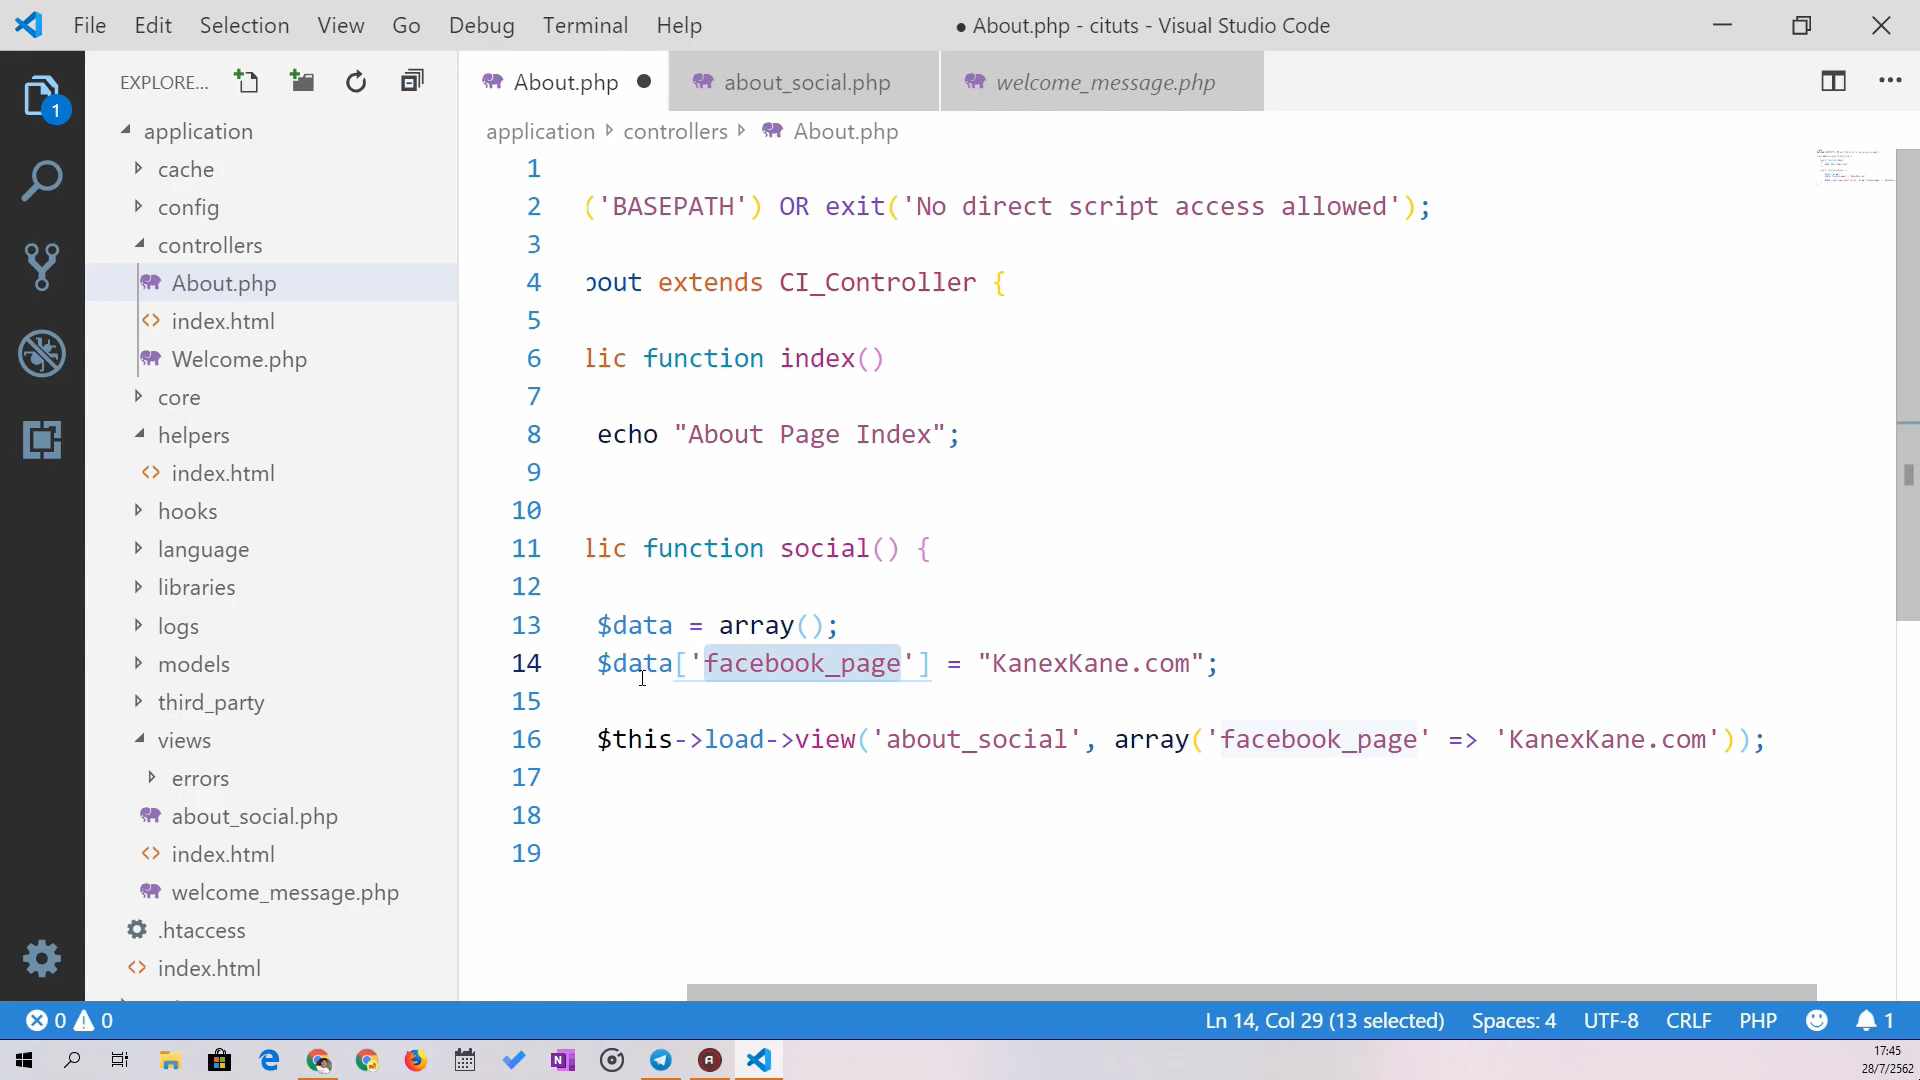 File Edit Selection View Go Debug Terminal Help
● About.php - cituts - Visual Studio Code
EXPLORE...
About.php
about_social.php
welcome_message.php
application
cache
config
controllers
About.php
index.html
Welcome.php
core
helpers
index.html
hooks
language
libraries
logs
models
third_party
views
errors
about_social.php
index.html
welcome_message.php
.htaccess
index.html
1
application controllers About.php
1
2 ('BASEPATH') OR exit('No direct script access allowed');
3
4 bout extends CI_Controller {
5
6 lic function index()
7
8 echo "About Page Index";
9
10
11 lic function social() {
12
13 $data = array();
14 $data['facebook_page'] = "KanexKane.com";
15
16 $this->load->view('about_social', array('facebook_page' => 'KanexKane.com'));
17
18
19
0 0
Ln 14, Col 29 (13 selected) Spaces: 4 UTF-8 CRLF PHP 1
17:45
28/7/2562